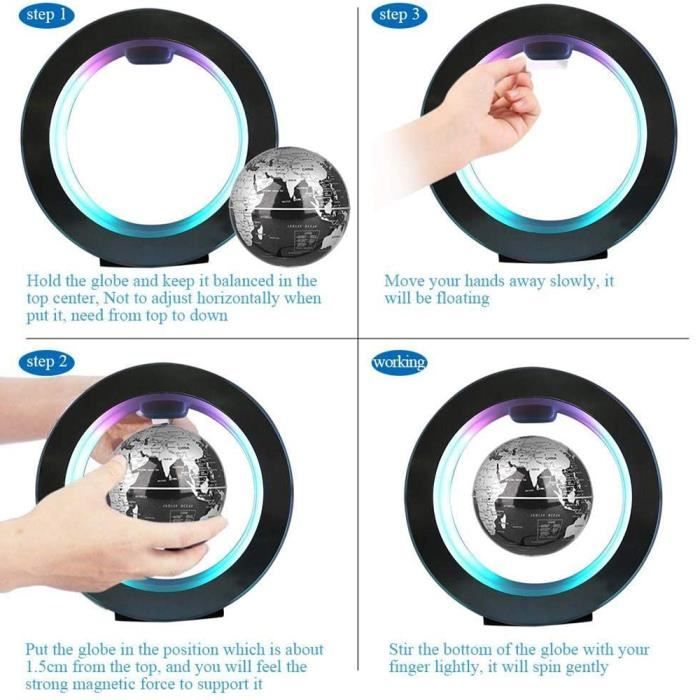 step 1
Hold the globe and keep it balanced in the
top center, Not to adjust horizontally when
put it, need from top to down
step 2
Put the globe in the position which is about
1.5cm from the top, and you will feel the
strong magnetic force to support it
step 3
Move your hands away slowly, it
will be floating
working
CHINA
INDIAN OCEAN
Stir the bottom of the globe with your
finger lightly, it will spin gently